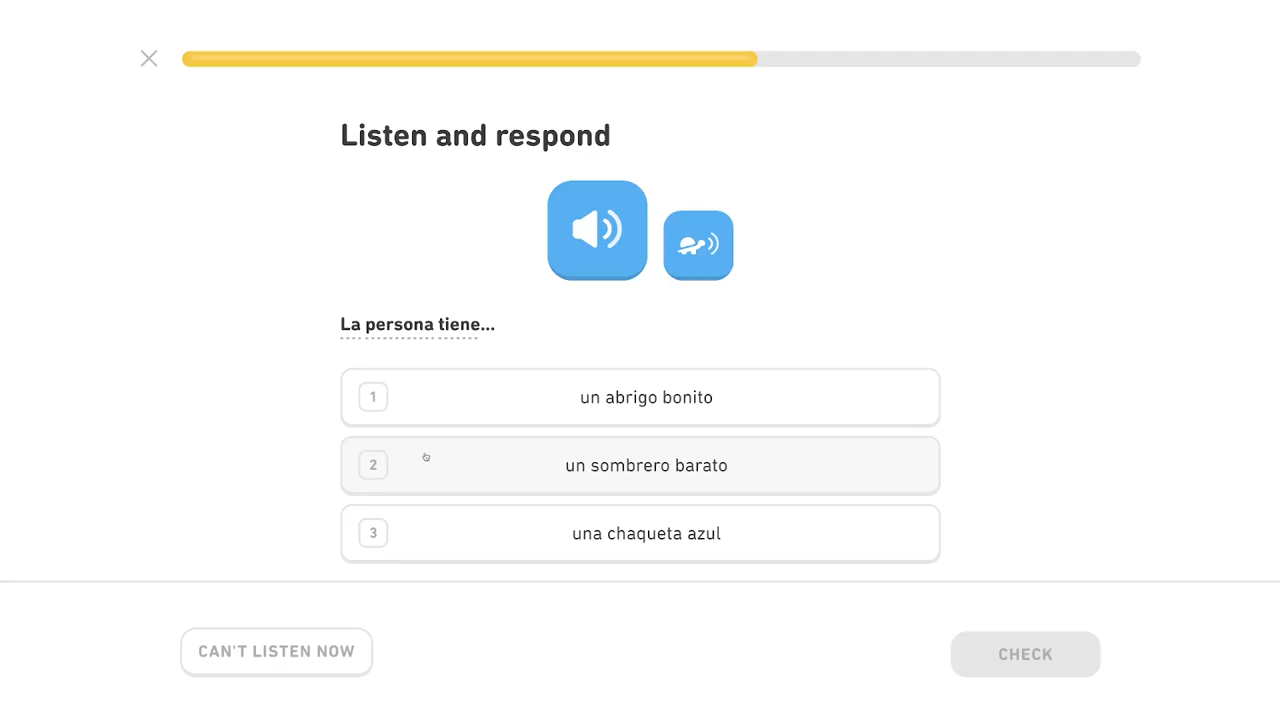 Listen and respond
La persona tiene...
1 un abrigo bonito
2 un sombrero barato
3 una chaqueta azul
CAN'T LISTEN NOW
CHECK